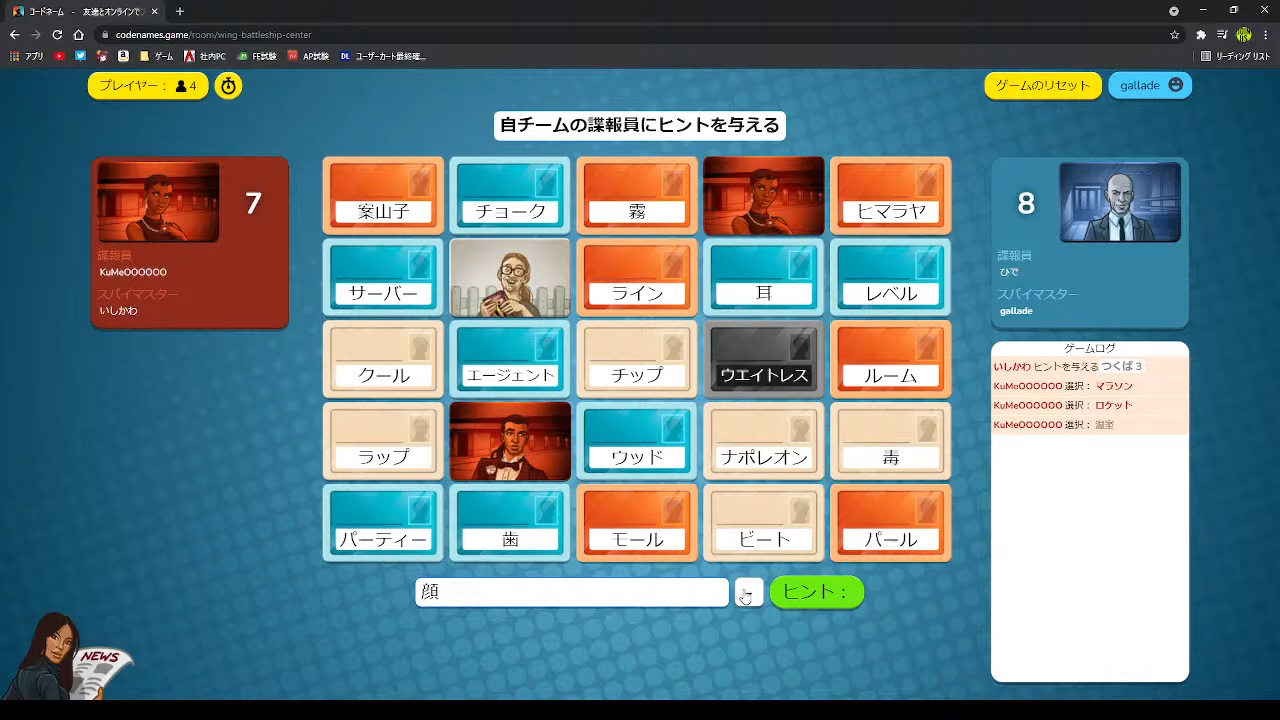 コードネーム - 友達とオンラインで
codenames.game/room/wing-battleship-center
アプリ
ゲーム
社内PC
FE試験
AP試験
DL ユーザーカート最終確...
リーディング リスト
プレイヤー： 4
ゲームのリセット
gallade
自チームの諜報員にヒントを与える
7
諜報員
KuMeOOOOOO
スパイマスター
いしかわ
案山子
チョーク
霧
ヒマラヤ
サーバー
ライン
耳
レベル
クール
エージェント
チップ
ウエイトレス
ルーム
ラップ
ウッド
ナポレオン
毒
パーティー
歯
モール
ビート
パール
顔
-
ヒント：
8
諜報員
ひで
スパイマスター
gallade
ゲームログ
いしかわ ヒントを与える つくば 3
KuMeOOOOOO 選択： マラソン
KuMeOOOOOO 選択： ロケット
KuMeOOOOOO 選択： 温室
NEWS